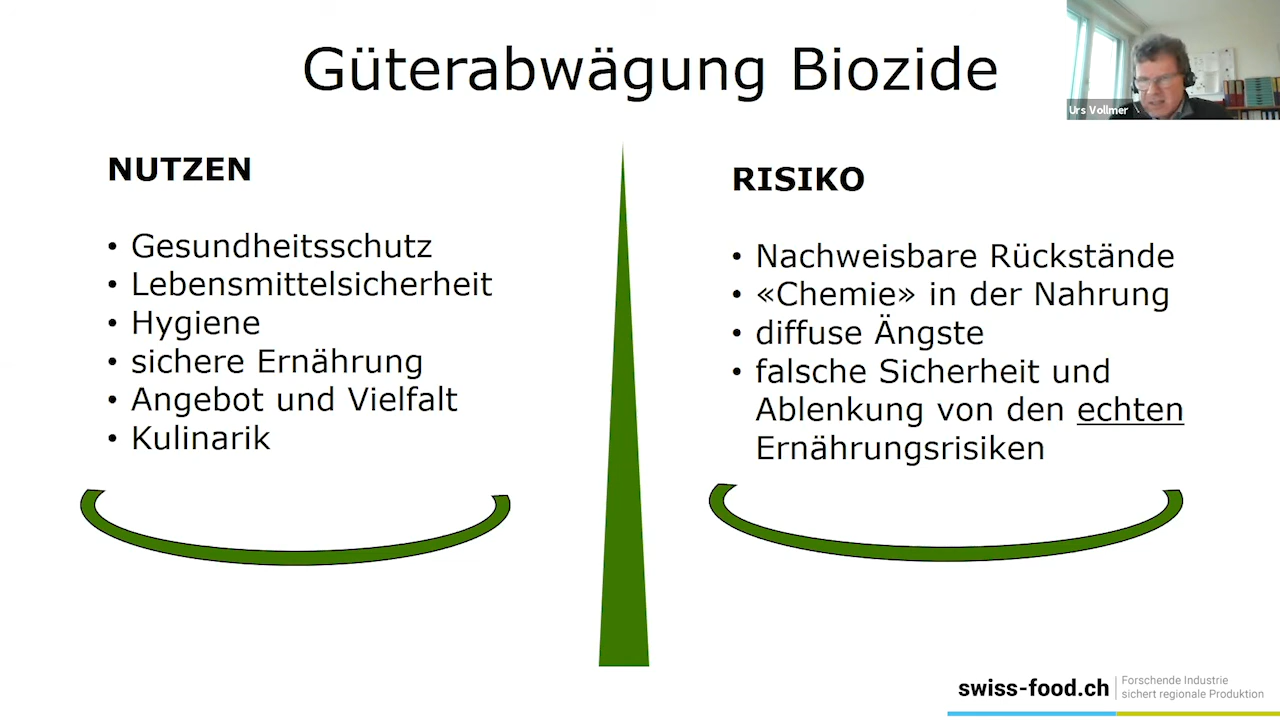 Güterabwägung Biozide
Urs Vollmer
NUTZEN
• Gesundheitsschutz
• Lebensmittelsicherheit
• Hygiene
• sichere Ernährung
• Angebot und Vielfalt
• Kulinarik
RISIKO
• Nachweisbare Rückstände
• «Chemie» in der Nahrung
• diffuse Ängste
• falsche Sicherheit und
Ablenkung von den echten
Ernährungsrisiken
swiss-food.ch
Forschende Industrie
sichert regionale Produktion